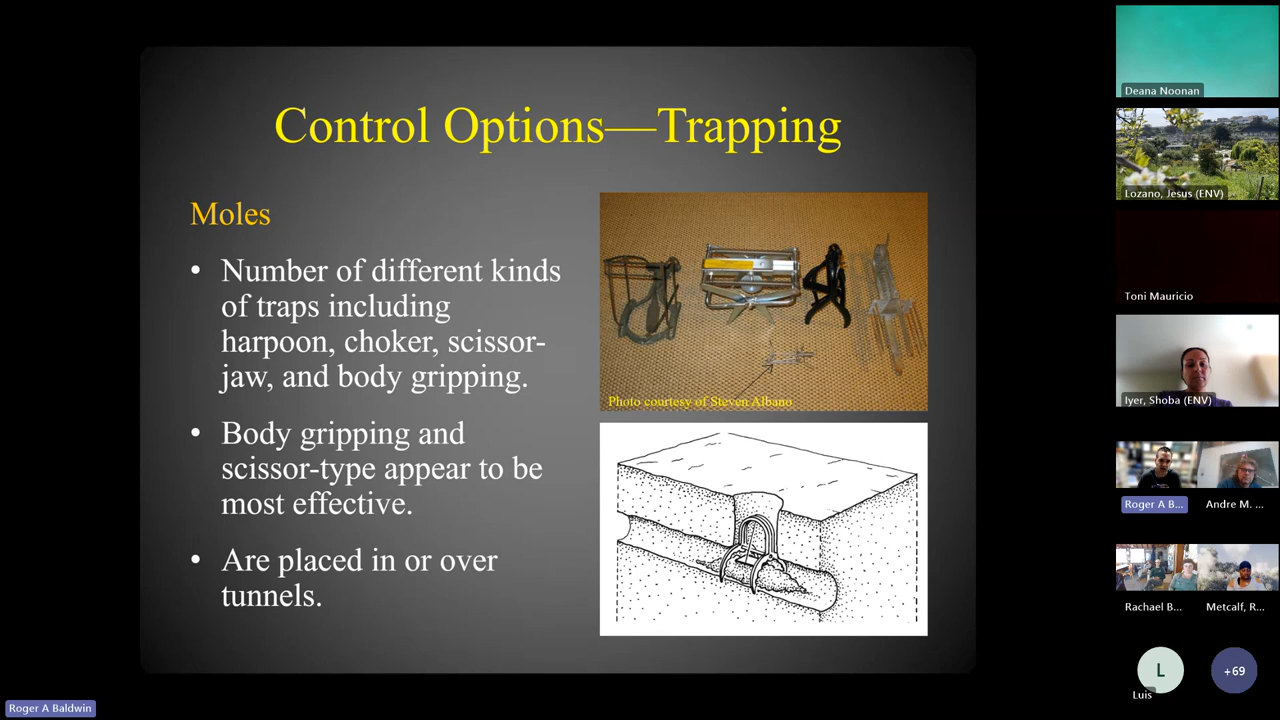 Control Options—Trapping
Moles
• Number of different kinds
of traps including
harpoon, choker, scissor-
jaw, and body gripping.
• Body gripping and
scissor-type appear to be
most effective.
• Are placed in or over
tunnels.
Photo courtesy of Steven Albano
Deana Noonan
Lozano, Jesus (ENV)
Toni Mauricio
Iyer, Shoba (ENV)
Roger A B...
Andre M. ...
Rachael B...
Metcalf, R...
L
Luis
+69
Roger A Baldwin